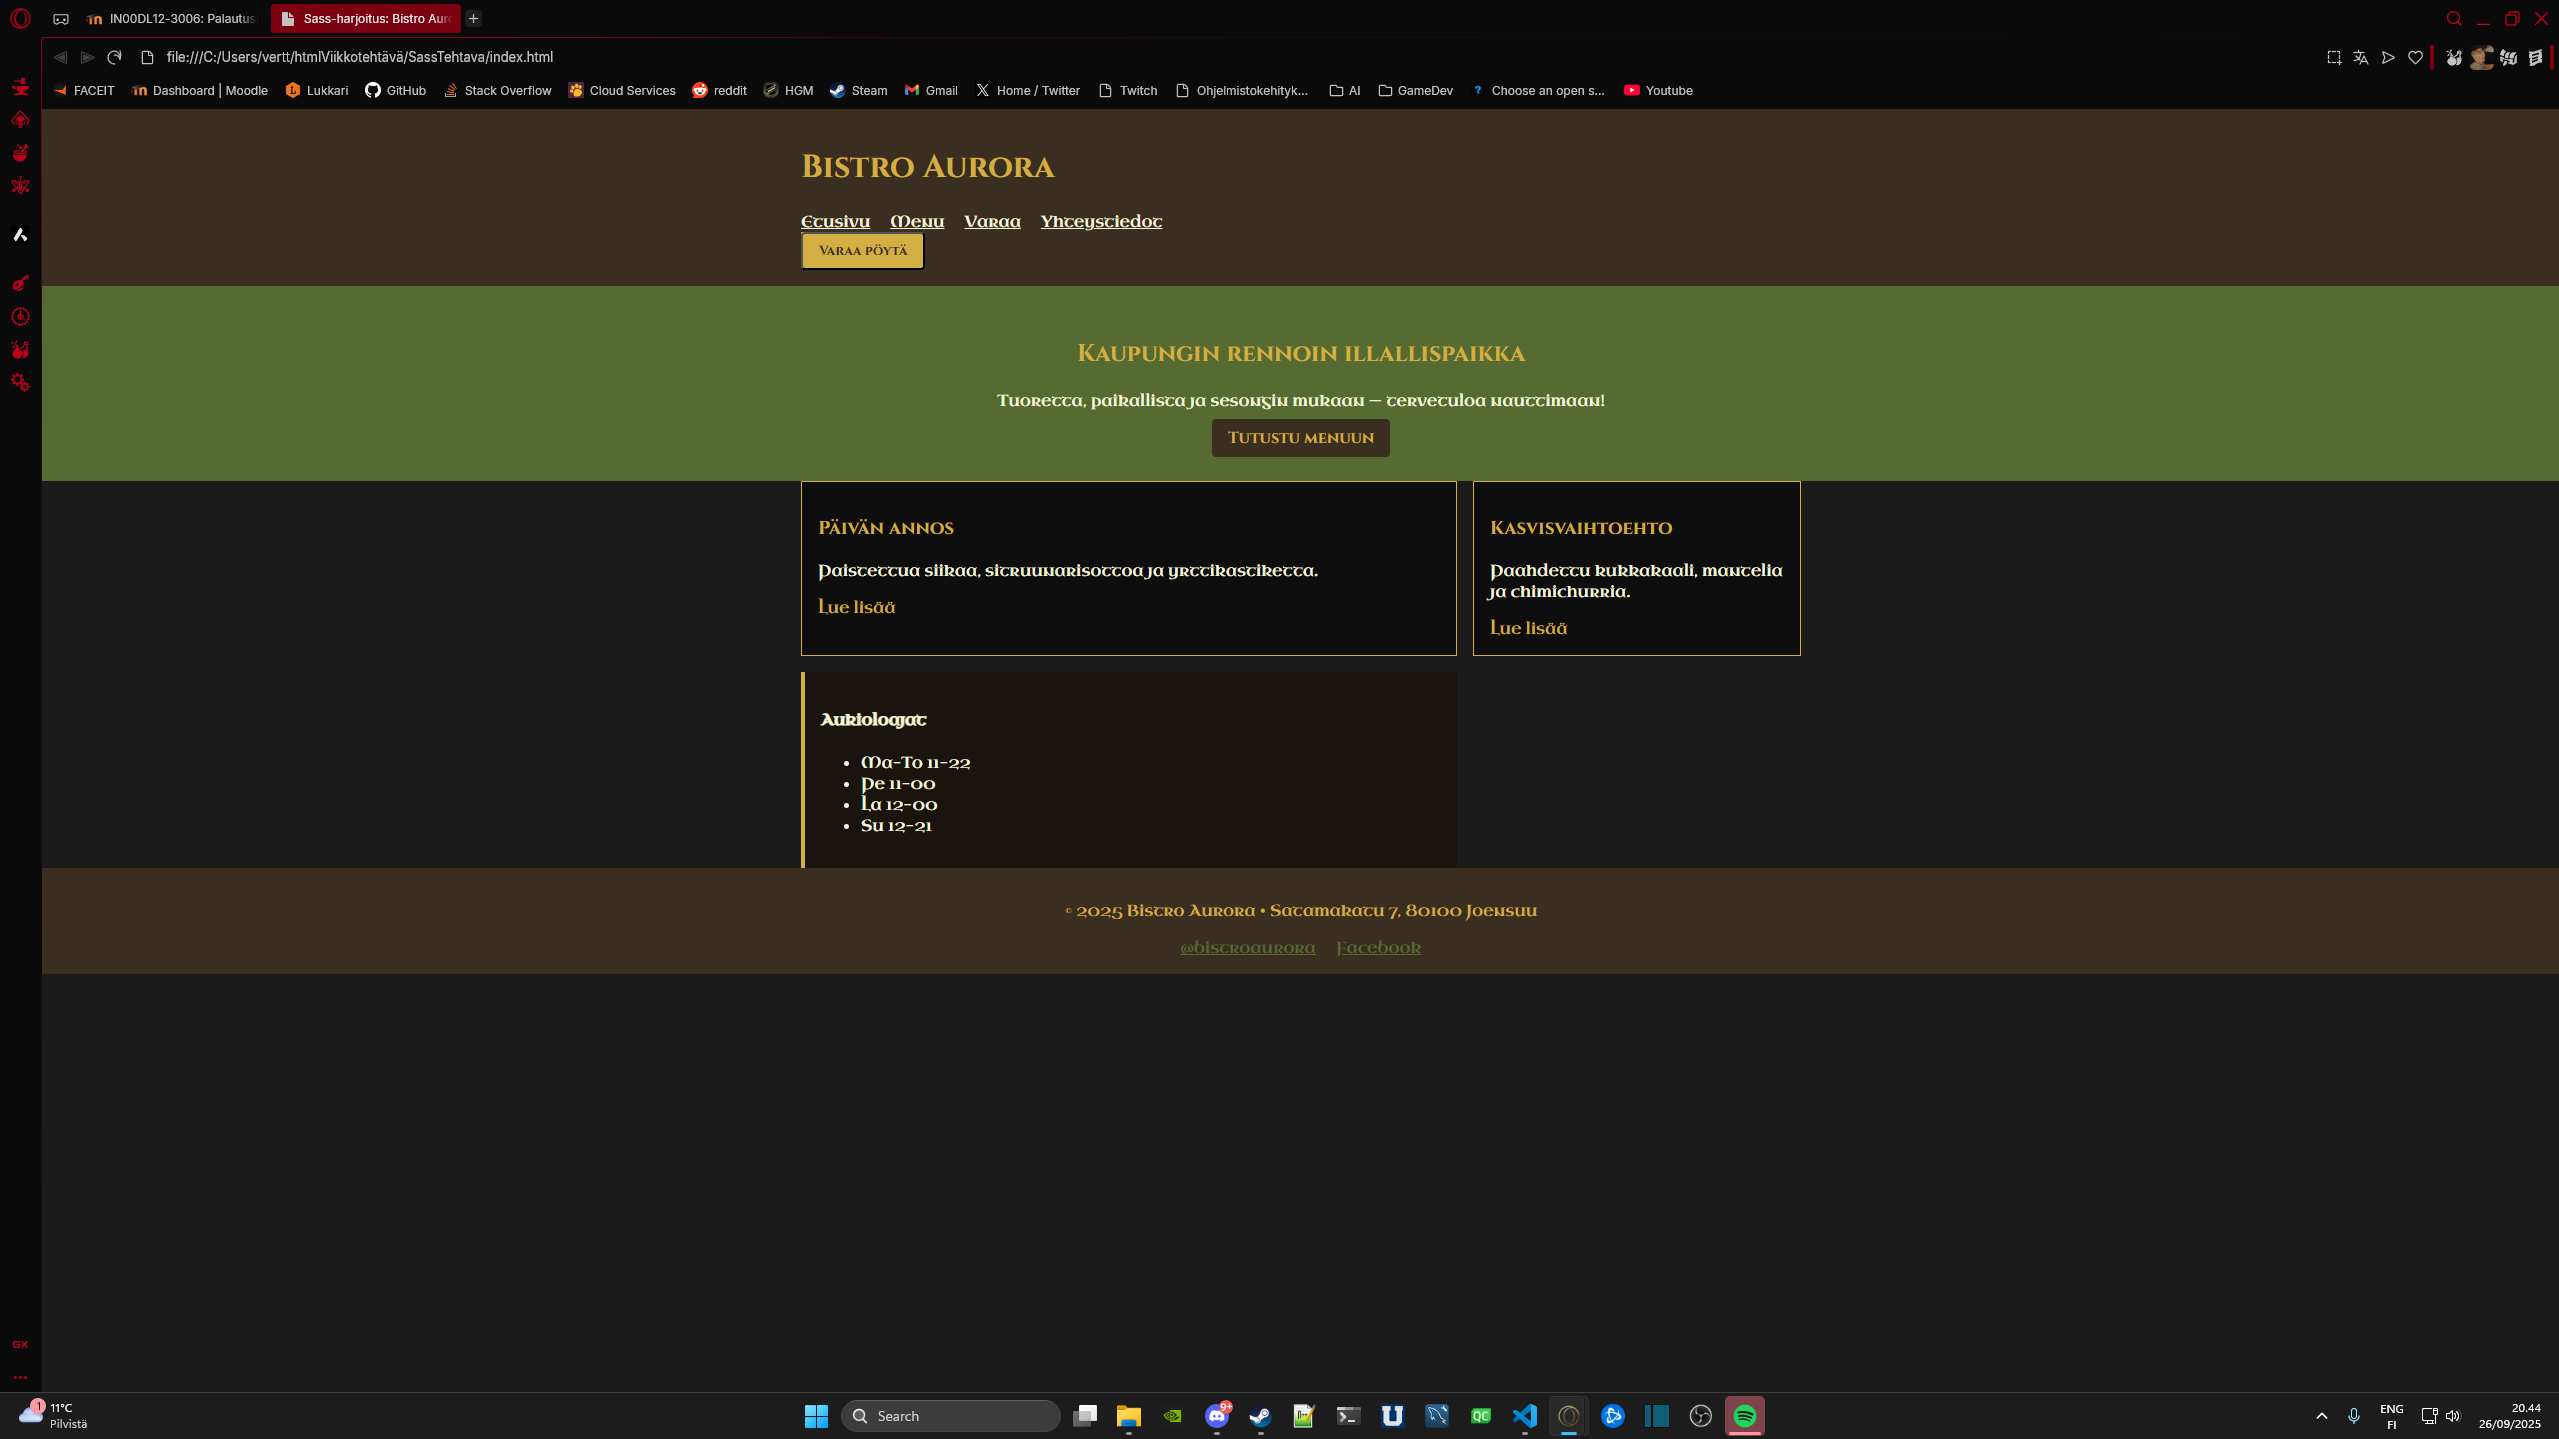 IN00DL12-3006: Palautus
Sass-harjoitus: Bistro Aur
file:///C:/Users/vertt/htmlViikkotehtävä/SassTehtava/index.html
FACEIT Dashboard | Moodle Lukkari GitHub Stack Overflow Cloud Services reddit HGM Steam Gmail Home / Twitter Twitch Ohjelmistokehityk... AI GameDev Choose an open s... Youtube
Bistro Aurora
Etusivu Menu Varaa Yhteystiedot
Varaa pöytä
Kaupungin rennoin illallispaikka
Tuoretta, paikallista ja sesongin mukaan — tervetuloa nauttimaan!
Tutustu menuun
Päivän annos
Paistettua siikaa, sitruunarisottoa ja yrttikastiketta.
Lue lisää
Kasvisvaihtoehto
Paahdettu kukkakaali, mantelia
ja chimichurria.
Lue lisää
Aukioloajat
• Ma-To 11-22
• Pe 11-00
• La 12-00
• Su 12-21
© 2025 Bistro Aurora • Satamakatu 7, 80100 Joensuu
@bistroaurora Facebook
GX
1
11°C
Pilvistä
Search
9+
QC
ENG
FI
20.44
26/09/2025